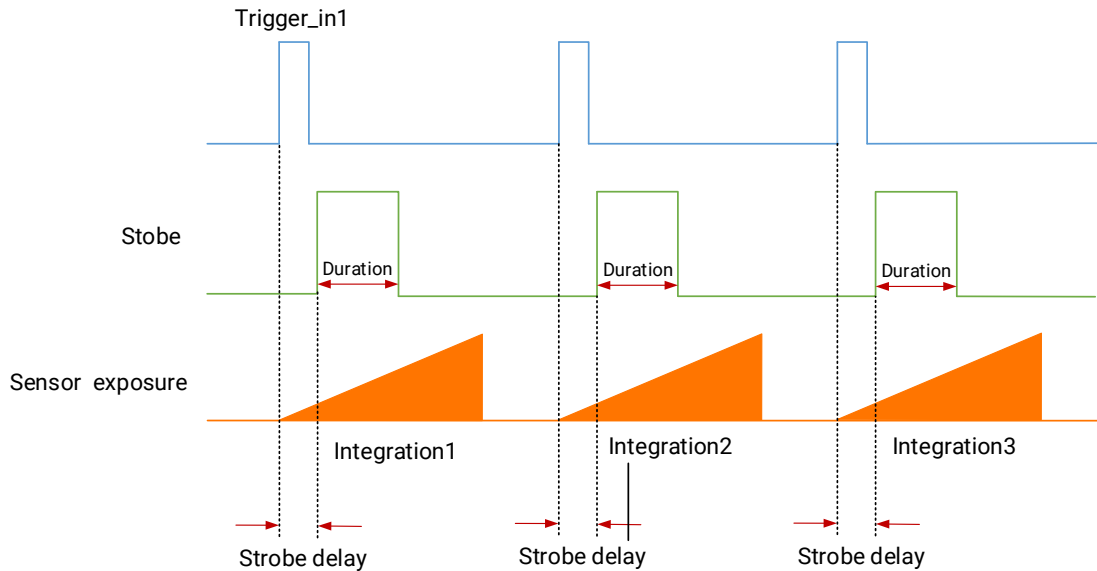 Trigger_in1
Stobe
Duration
Duration
Duration
Sensor exposure
Integration1
Integration2
Integration3
Strobe delay
Strobe delay
Strobe delay